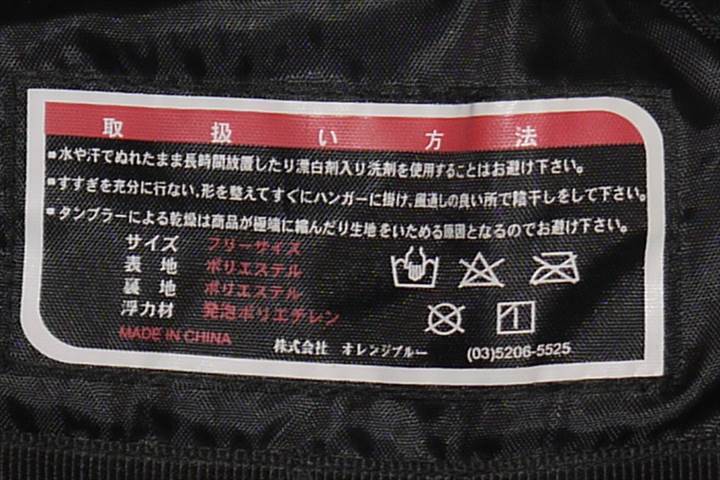 取扱い方法
■水や汗でぬれたまま長時間放置したり漂白剤入り洗剤を使用することはお避け下さい。
■すすぎを充分に行ない、形を整えてすぐにハンガーに掛け、風通しの良い所で陰干しをして下さい。
■タンブラーによる乾燥は商品が極端に縮んだり生地をいためる原因となるのでお避け下さい。
サイズ フリーサイズ
表地 ポリエステル
裏地 ポリエステル
浮力材 発泡ポリエチレン
MADE IN CHINA
株式会社 オレンジブルー (03)5206-5525